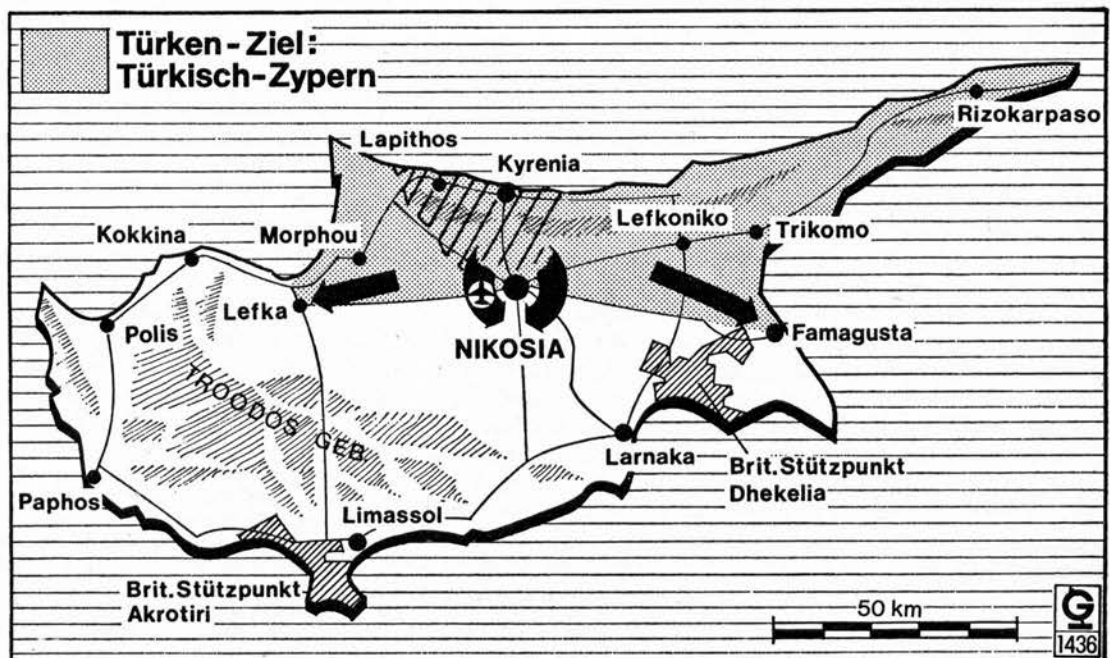 Türken-Ziel:
Türkisch-Zypern
Rizokarpaso
Lapithos
Kyrenia
Kokkina
Morphou
Lefkoniko
Trikomo
Lefka
Polis
NIKOSIA
Famagusta
TROODOS GEB.
Larnaka
Brit.Stützpunkt
Dhekelia
Paphos
Limassol
Brit.Stützpunkt
Akrotiri
50 km
G
1436